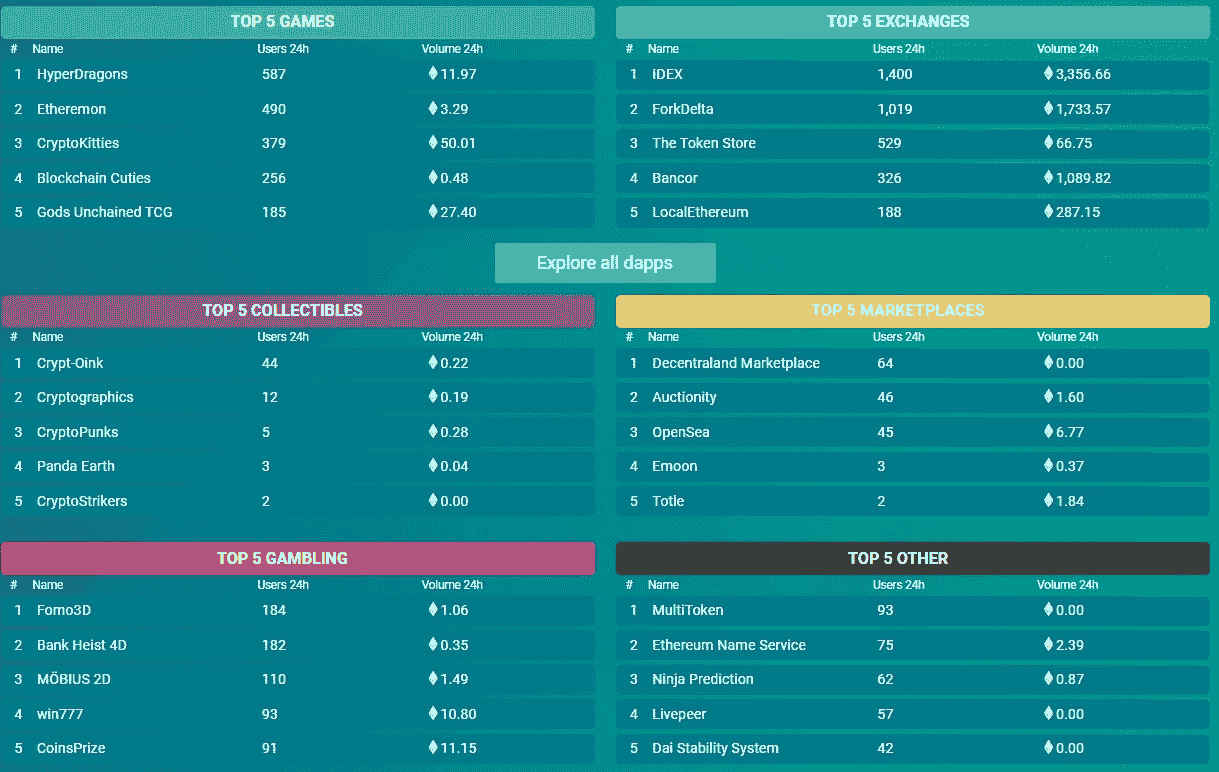 TOP 5 GAMES
# Name Users 24h Volume 24h
1 HyperDragons 587 11.97
2 Etheremon 490 3.29
3 CryptoKitties 379 50.01
4 Blockchain Cuties 256 0.48
5 Gods Unchained TCG 185 27.40
TOP 5 EXCHANGES
# Name Users 24h Volume 24h
1 IDEX 1,400 3,356.66
2 ForkDelta 1,019 1,733.57
3 The Token Store 529 66.75
4 Bancor 326 1,089.82
5 LocalEthereum 188 287.15
Explore all dapps
TOP 5 COLLECTIBLES
# Name Users 24h Volume 24h
1 Crypt-Oink 44 0.22
2 Cryptographics 12 0.19
3 CryptoPunks 5 0.28
4 Panda Earth 3 0.04
5 CryptoStrikers 2 0.00
TOP 5 MARKETPLACES
# Name Users 24h Volume 24h
1 Decentraland Marketplace 64 0.00
2 Auctionity 46 1.60
3 OpenSea 45 6.77
4 Emoon 3 0.37
5 Totle 2 1.84
TOP 5 GAMBLING
# Name Users 24h Volume 24h
1 Fomo3D 184 1.06
2 Bank Heist 4D 182 0.35
3 MÖBIUS 2D 110 1.49
4 win777 93 10.80
5 CoinsPrize 91 11.15
TOP 5 OTHER
# Name Users 24h Volume 24h
1 MultiToken 93 0.00
2 Ethereum Name Service 75 2.39
3 Ninja Prediction 62 0.87
4 Livepeer 57 0.00
5 Dai Stability System 42 0.00